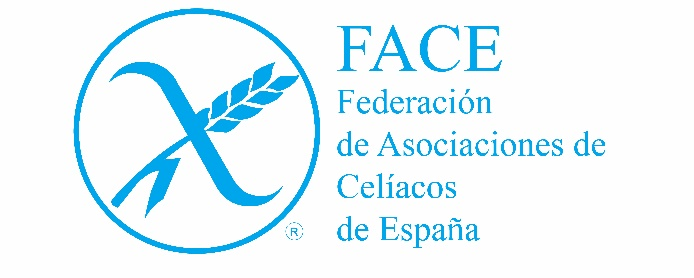 FACE
Federación
de Asociaciones de
Celíacos
de España
®